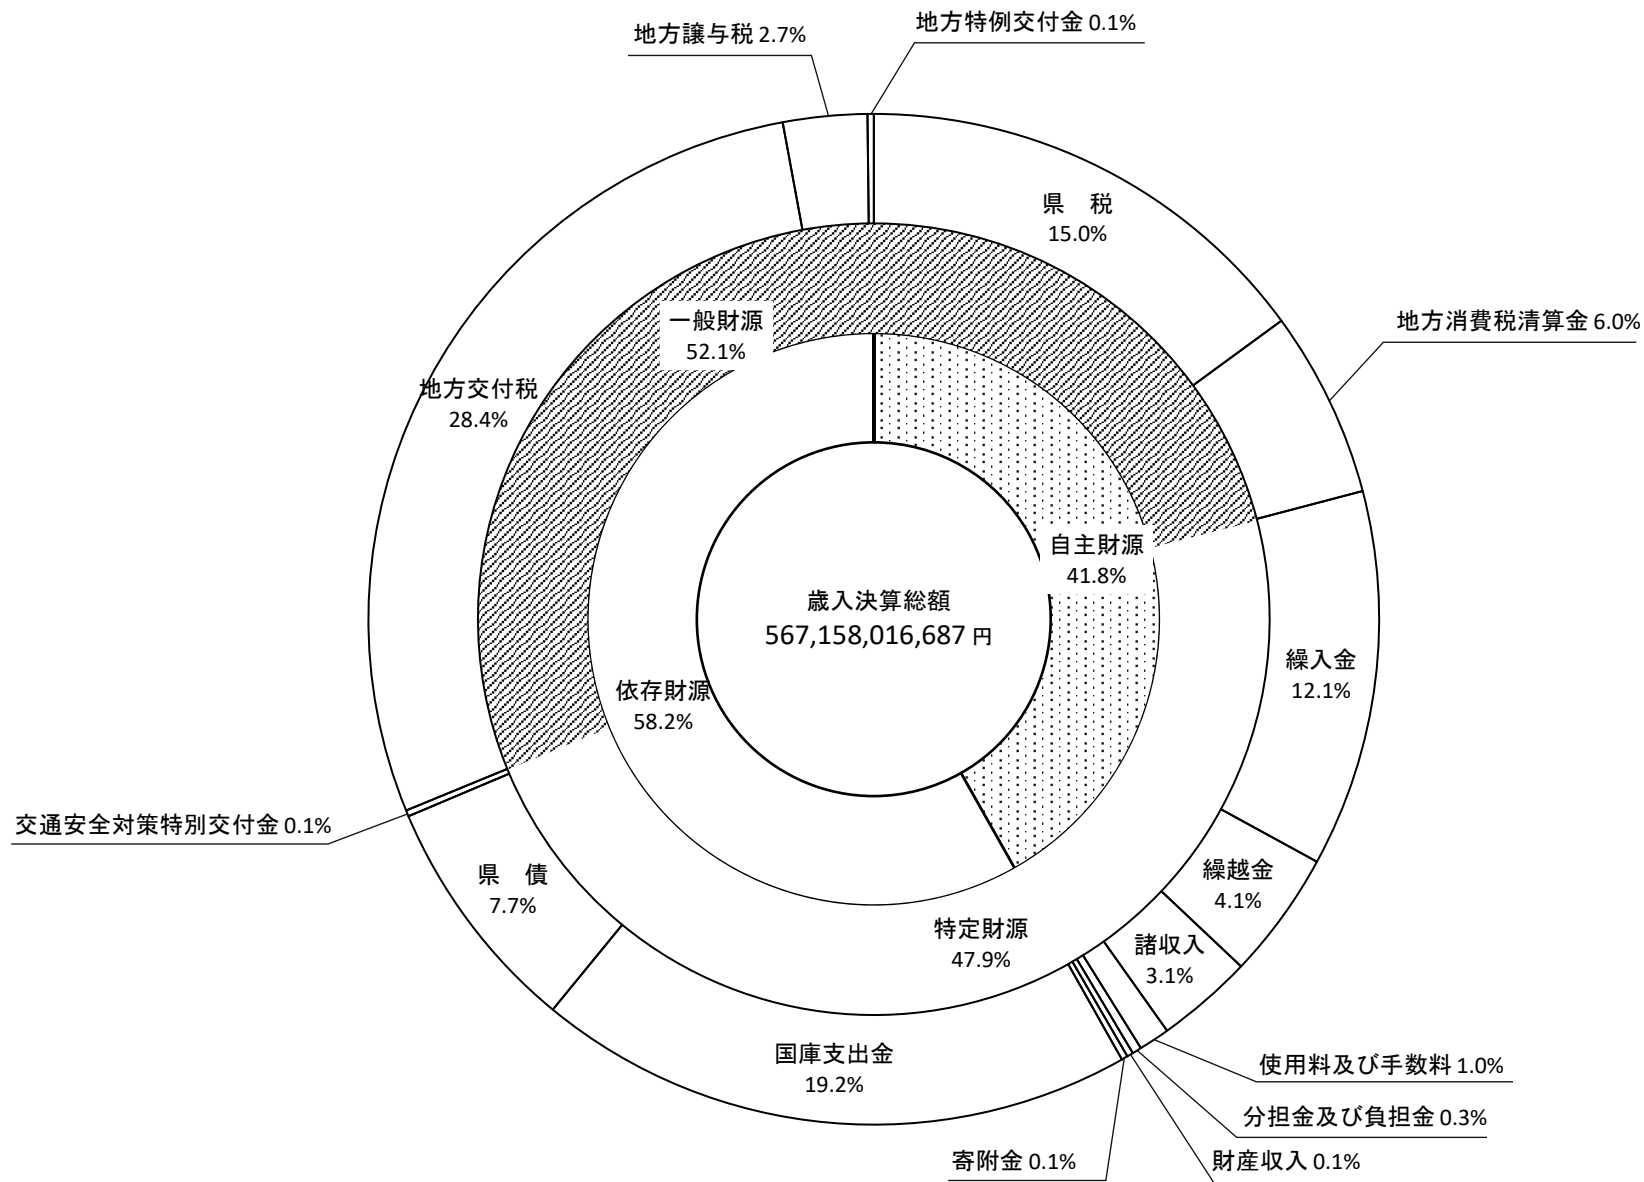 地方特例交付金 0.1%
地方譲与税 2.7%
県　税
15.0%
地方消費税清算金 6.0%
一般財源
52.1%
地方交付税
28.4%
自主財源
41.8%
歳入決算総額
567,158,016,687 円
繰入金
12.1%
依存財源
58.2%
交通安全対策特別交付金 0.1%
県　債
7.7%
繰越金
4.1%
特定財源
47.9%
諸収入
3.1%
国庫支出金
19.2%
使用料及び手数料 1.0%
分担金及び負担金 0.3%
寄附金 0.1%
財産収入 0.1%